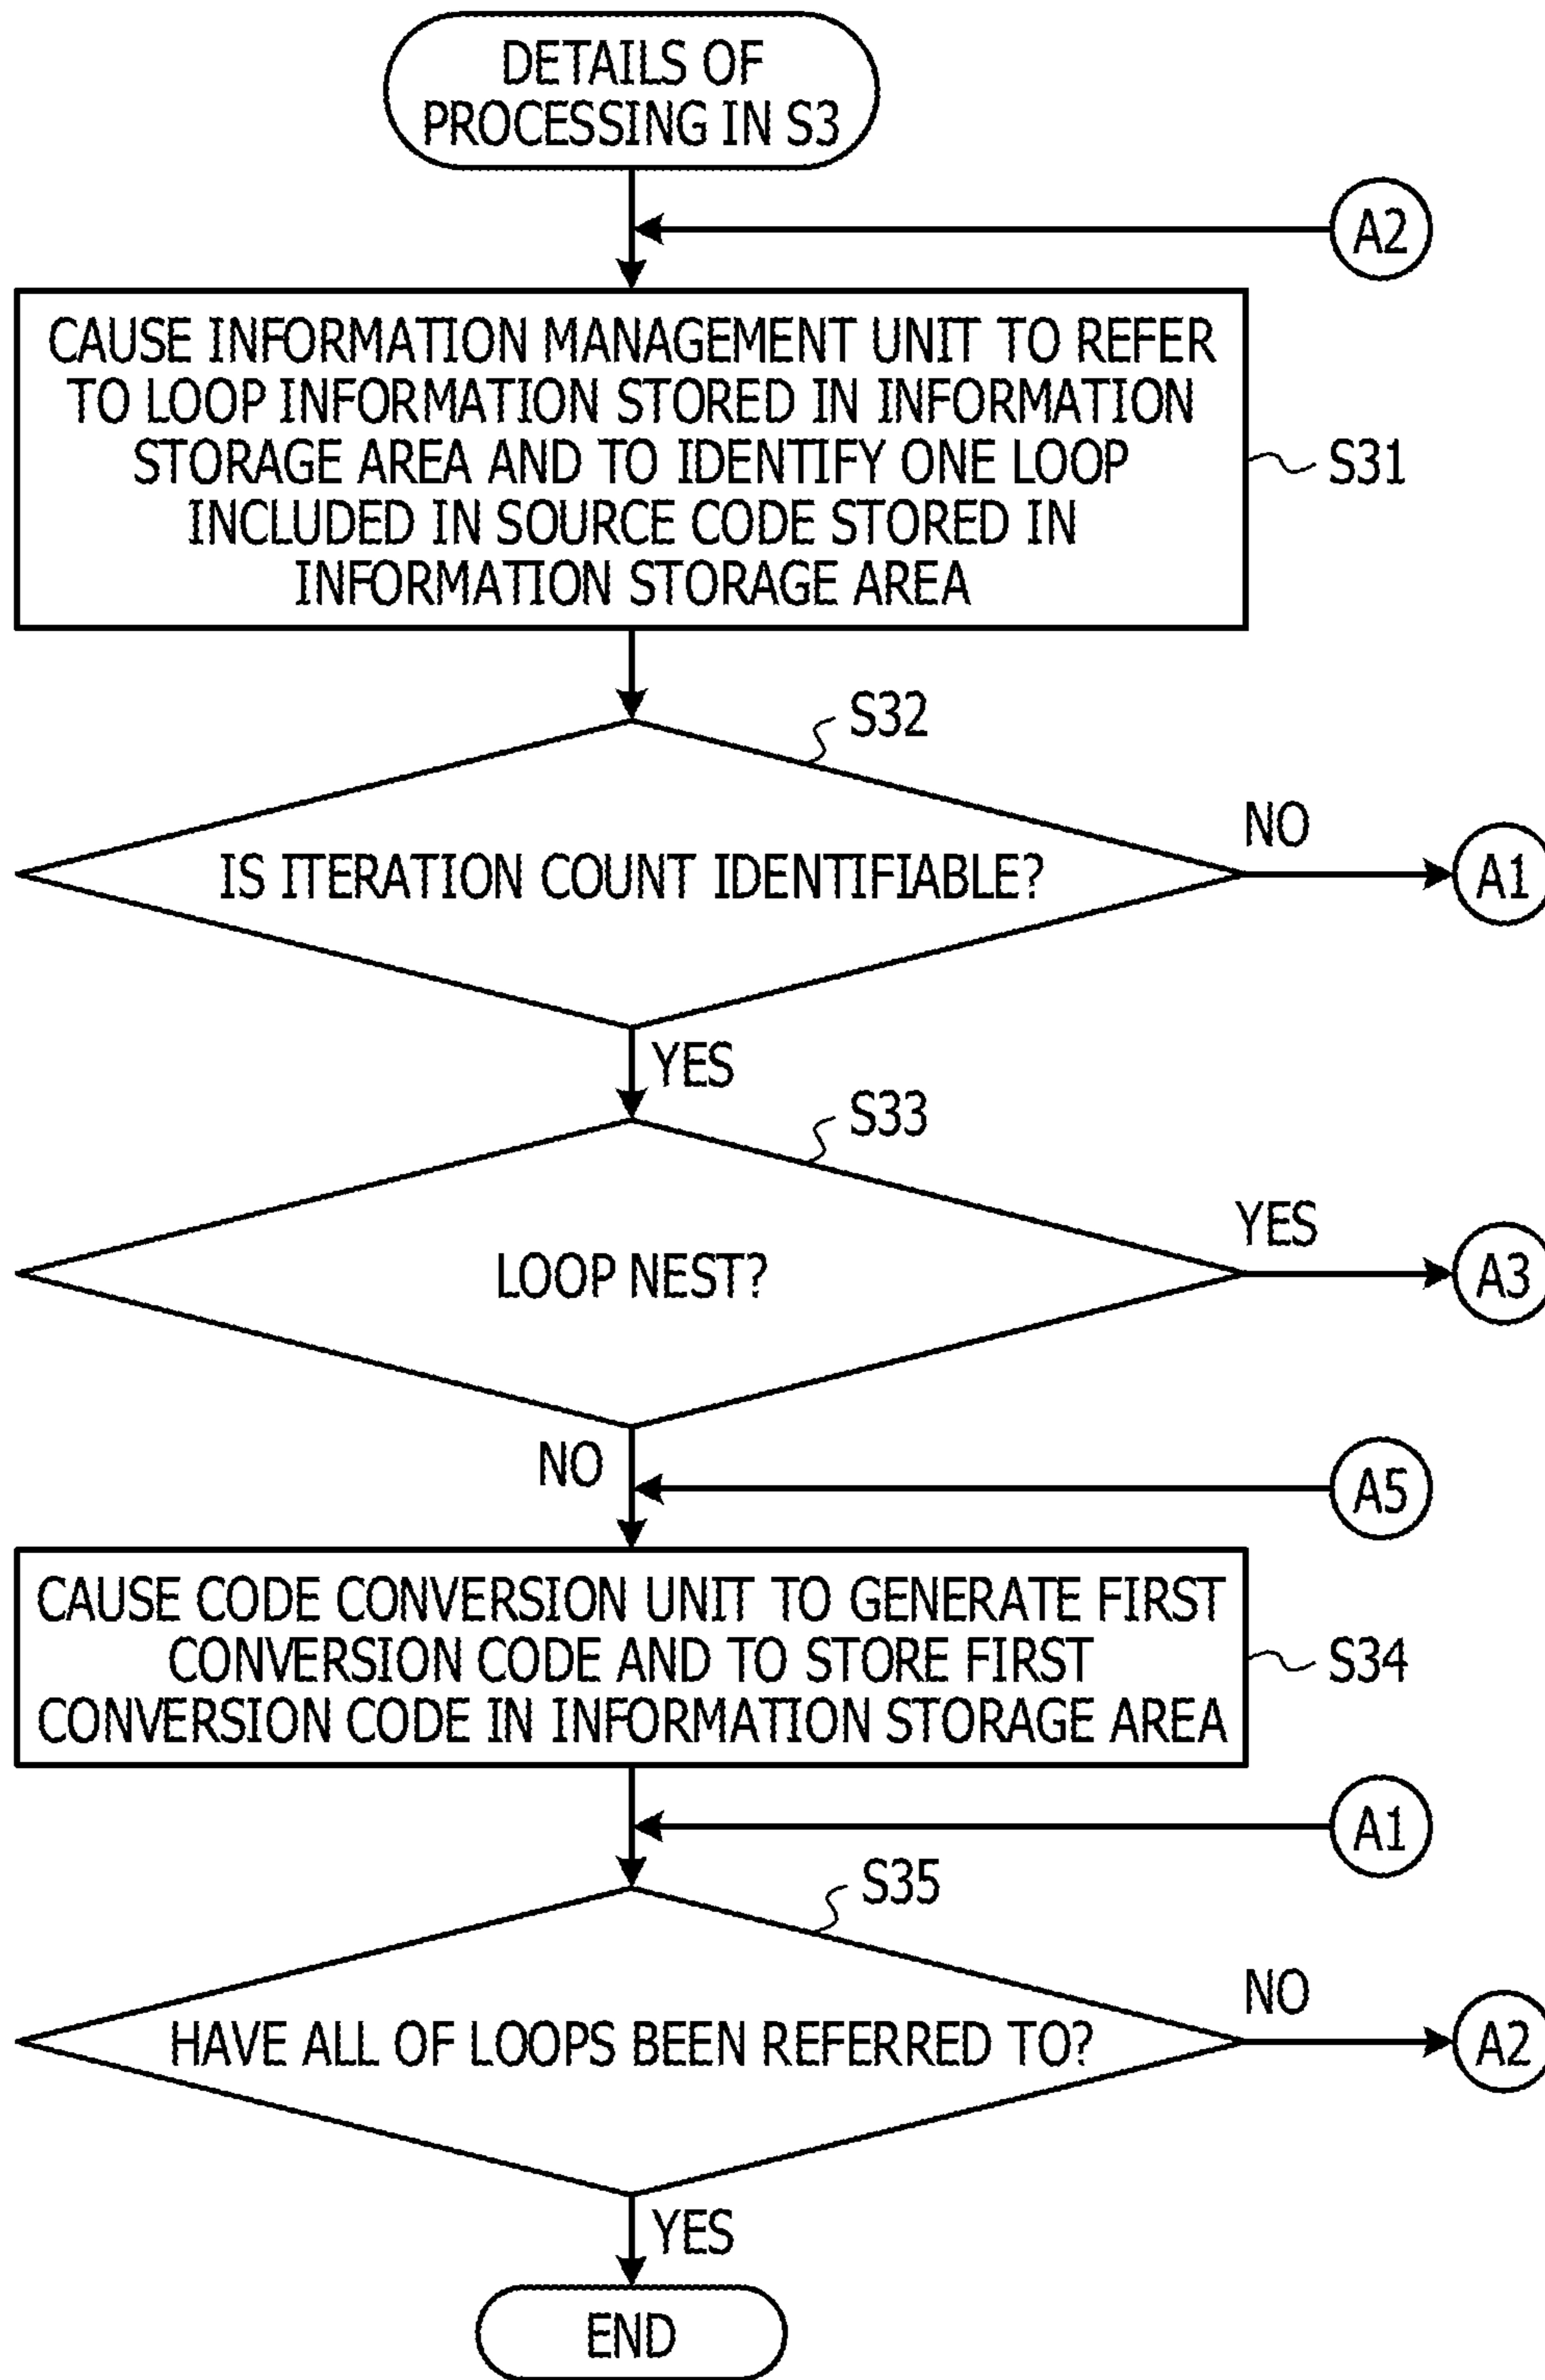 DETAILS OF
PROCESSING IN S3
A2
CAUSE INFORMATION MANAGEMENT UNIT TO REFER
TO LOOP INFORMATION STORED IN INFORMATION
STORAGE AREA AND TO IDENTIFY ONE LOOP
INCLUDED IN SOURCE CODE STORED IN
INFORMATION STORAGE AREA
S31
S32
IS ITERATION COUNT IDENTIFIABLE?
NO
A1
YES
S33
LOOP NEST?
YES
A3
NO
A5
CAUSE CODE CONVERSION UNIT TO GENERATE FIRST
CONVERSION CODE AND TO STORE FIRST
CONVERSION CODE IN INFORMATION STORAGE AREA
S34
A1
S35
HAVE ALL OF LOOPS BEEN REFERRED TO?
NO
A2
YES
END